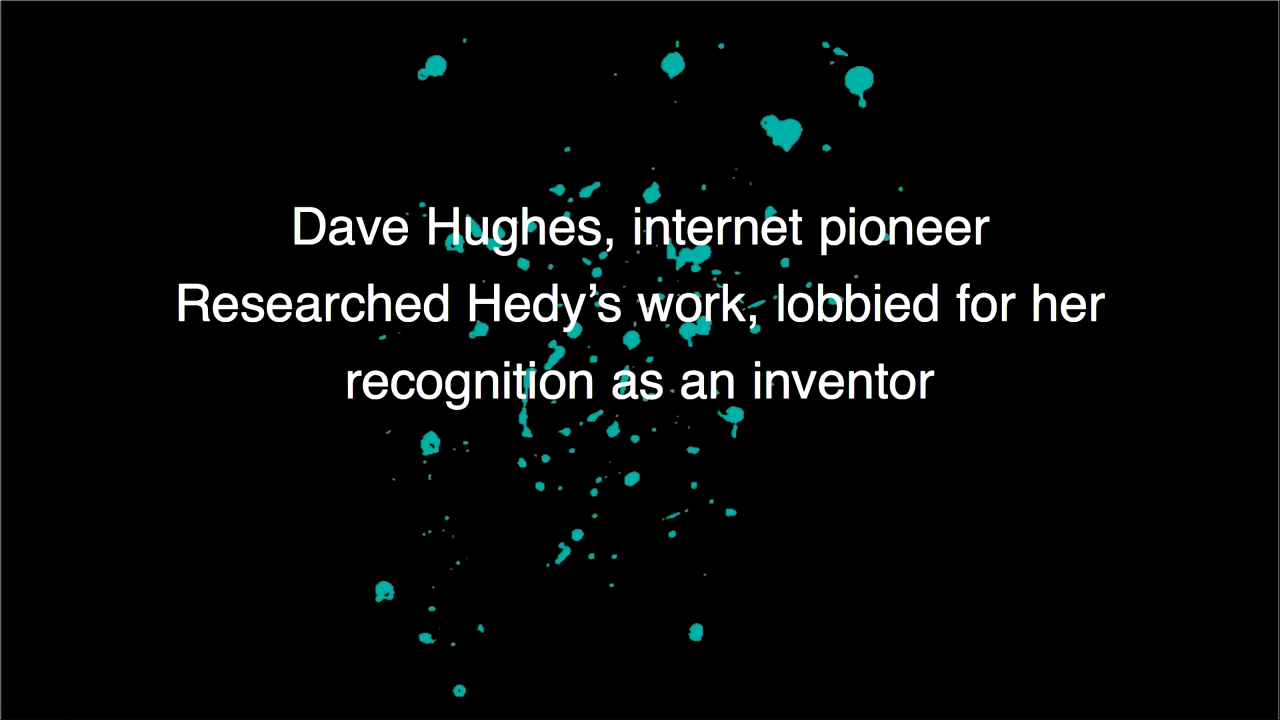 Dave Hughes, internet pioneer
Researched Hedy’s work, lobbied for her
recognition as an inventor